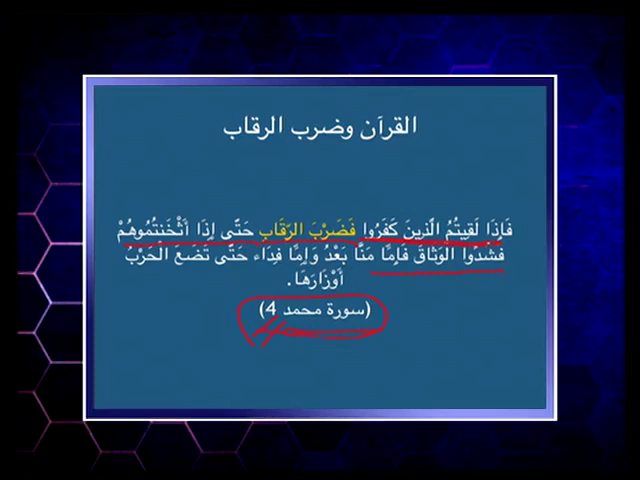 القرآن وضرب الرقاب
فَإِذَا لَقِيتُمُ الَّذِينَ كَفَرُوا فَضَرْبَ الرِّقَابِ حَتَّى إِذَا أَثْخَنتُمُوهُمْ
فَشُدُّوا الْوَثَاقَ فَإِمَّا مَنّاً بَعْدُ وَإِمَّا فِدَاء حَتَّى تَضَعَ الْحَرْبُ
أَوْزَارَهَا.
(سورة محمد 4)